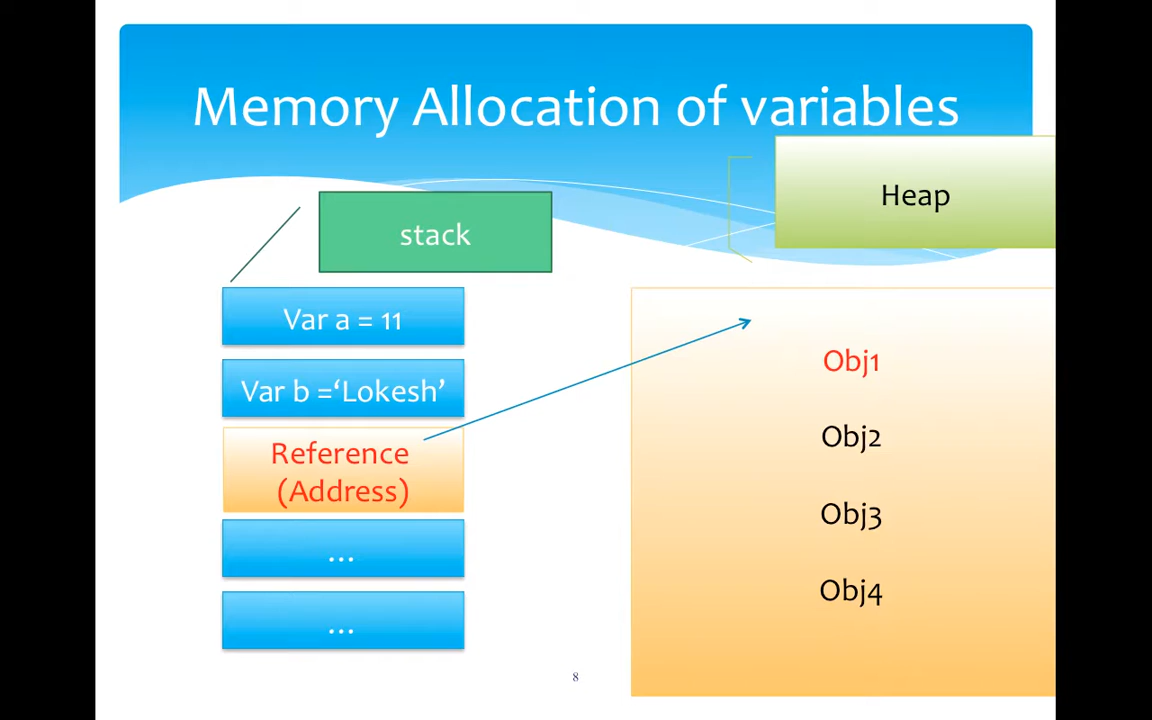 Memory Allocation of variables
Heap
stack
Var a = 11
Var b =‘Lokesh’
Reference
(Address)
...
...
Obj1
Obj2
Obj3
Obj4
8